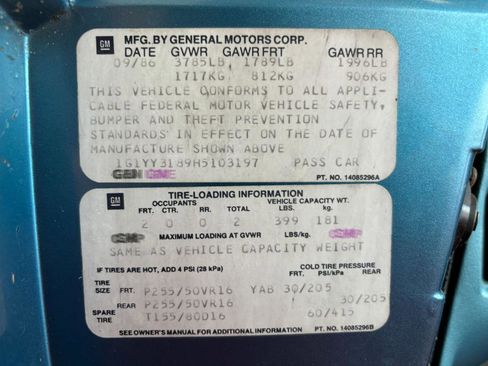 GM
MFG. BY GENERAL MOTORS CORP.
DATE GVWR GAWR FRT GAWR RR
09/86 3785LB 1789LB 1996LB
1717KG 812KG 906KG
THIS VEHICLE CONFORMS TO ALL APPLI-
CABLE FEDERAL MOTOR VEHICLE SAFETY,
BUMPER AND THEFT PREVENTION
STANDARDS IN EFFECT ON THE DATE OF
MANUFACTURE SHOWN ABOVE
1G1YY3189H5103197 PASS CAR
PT. NO. 14085296A
GM
TIRE-LOADING INFORMATION
OCCUPANTS VEHICLE CAPACITY WT.
FRT. CTR. RR. TOTAL LBS. kg.
2 0 0 2 399 181
MAXIMUM LOADING AT GVWR LBS/kg.
SAME AS VEHICLE CAPACITY WEIGHT
IF TIRES ARE HOT, ADD 4 PSI (28 kPa) COLD TIRE PRESSURE
TIRE FRT. PSI/kPa RR.
SIZE FRT. P255/50VR16 YAB 30/205
REAR P255/50VR16 30/205
SPARE TIRE T155/80D16 60/415
SEE OWNER'S MANUAL FOR ADDITIONAL INFORMATION PT. NO. 14085296B